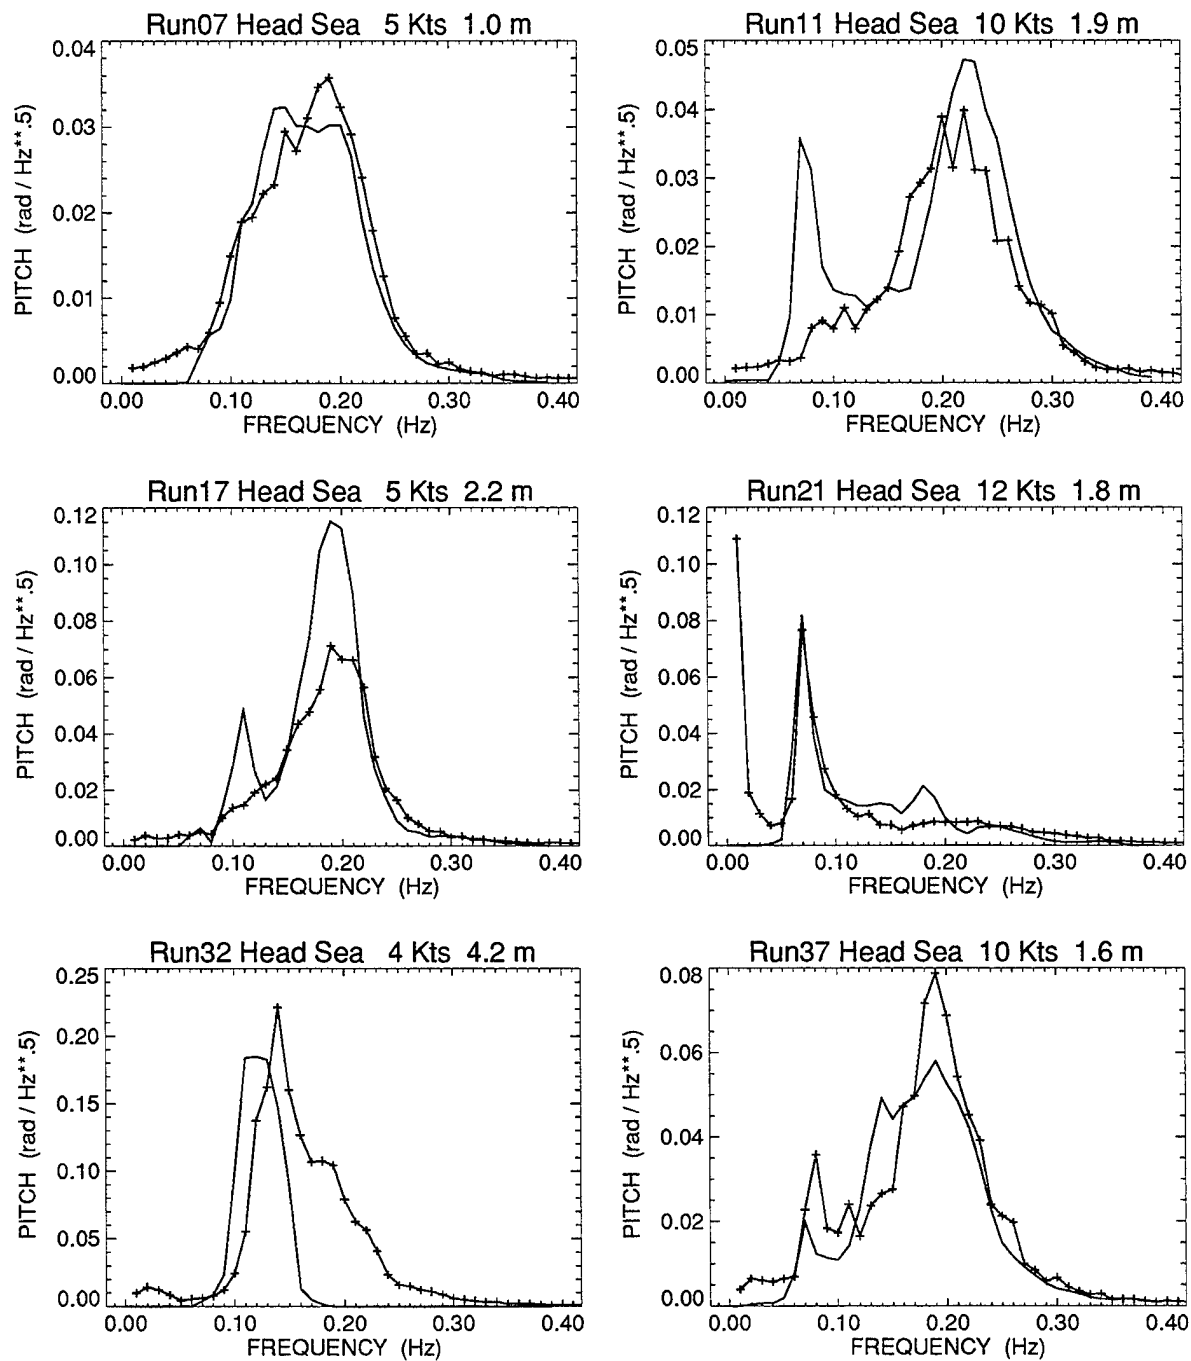 Run07 Head Sea 5 Kts 1.0 m
0.04
0.03
0.02
0.01
0.00
PITCH (rad / Hz**.5)
0.00 0.10 0.20 0.30 0.40
FREQUENCY (Hz)
Run11 Head Sea 10 Kts 1.9 m
0.05
0.04
0.03
0.02
0.01
0.00
PITCH (rad / Hz**.5)
0.00 0.10 0.20 0.30 0.40
FREQUENCY (Hz)
Run17 Head Sea 5 Kts 2.2 m
0.12
0.10
0.08
0.06
0.04
0.02
0.00
PITCH (rad / Hz**.5)
0.00 0.10 0.20 0.30 0.40
FREQUENCY (Hz)
Run21 Head Sea 12 Kts 1.8 m
0.12
0.10
0.08
0.06
0.04
0.02
0.00
PITCH (rad / Hz**.5)
0.00 0.10 0.20 0.30 0.40
FREQUENCY (Hz)
Run32 Head Sea 4 Kts 4.2 m
0.25
0.20
0.15
0.10
0.05
0.00
PITCH (rad / Hz**.5)
0.00 0.10 0.20 0.30 0.40
FREQUENCY (Hz)
Run37 Head Sea 10 Kts 1.6 m
0.08
0.06
0.04
0.02
0.00
PITCH (rad / Hz**.5)
0.00 0.10 0.20 0.30 0.40
FREQUENCY (Hz)